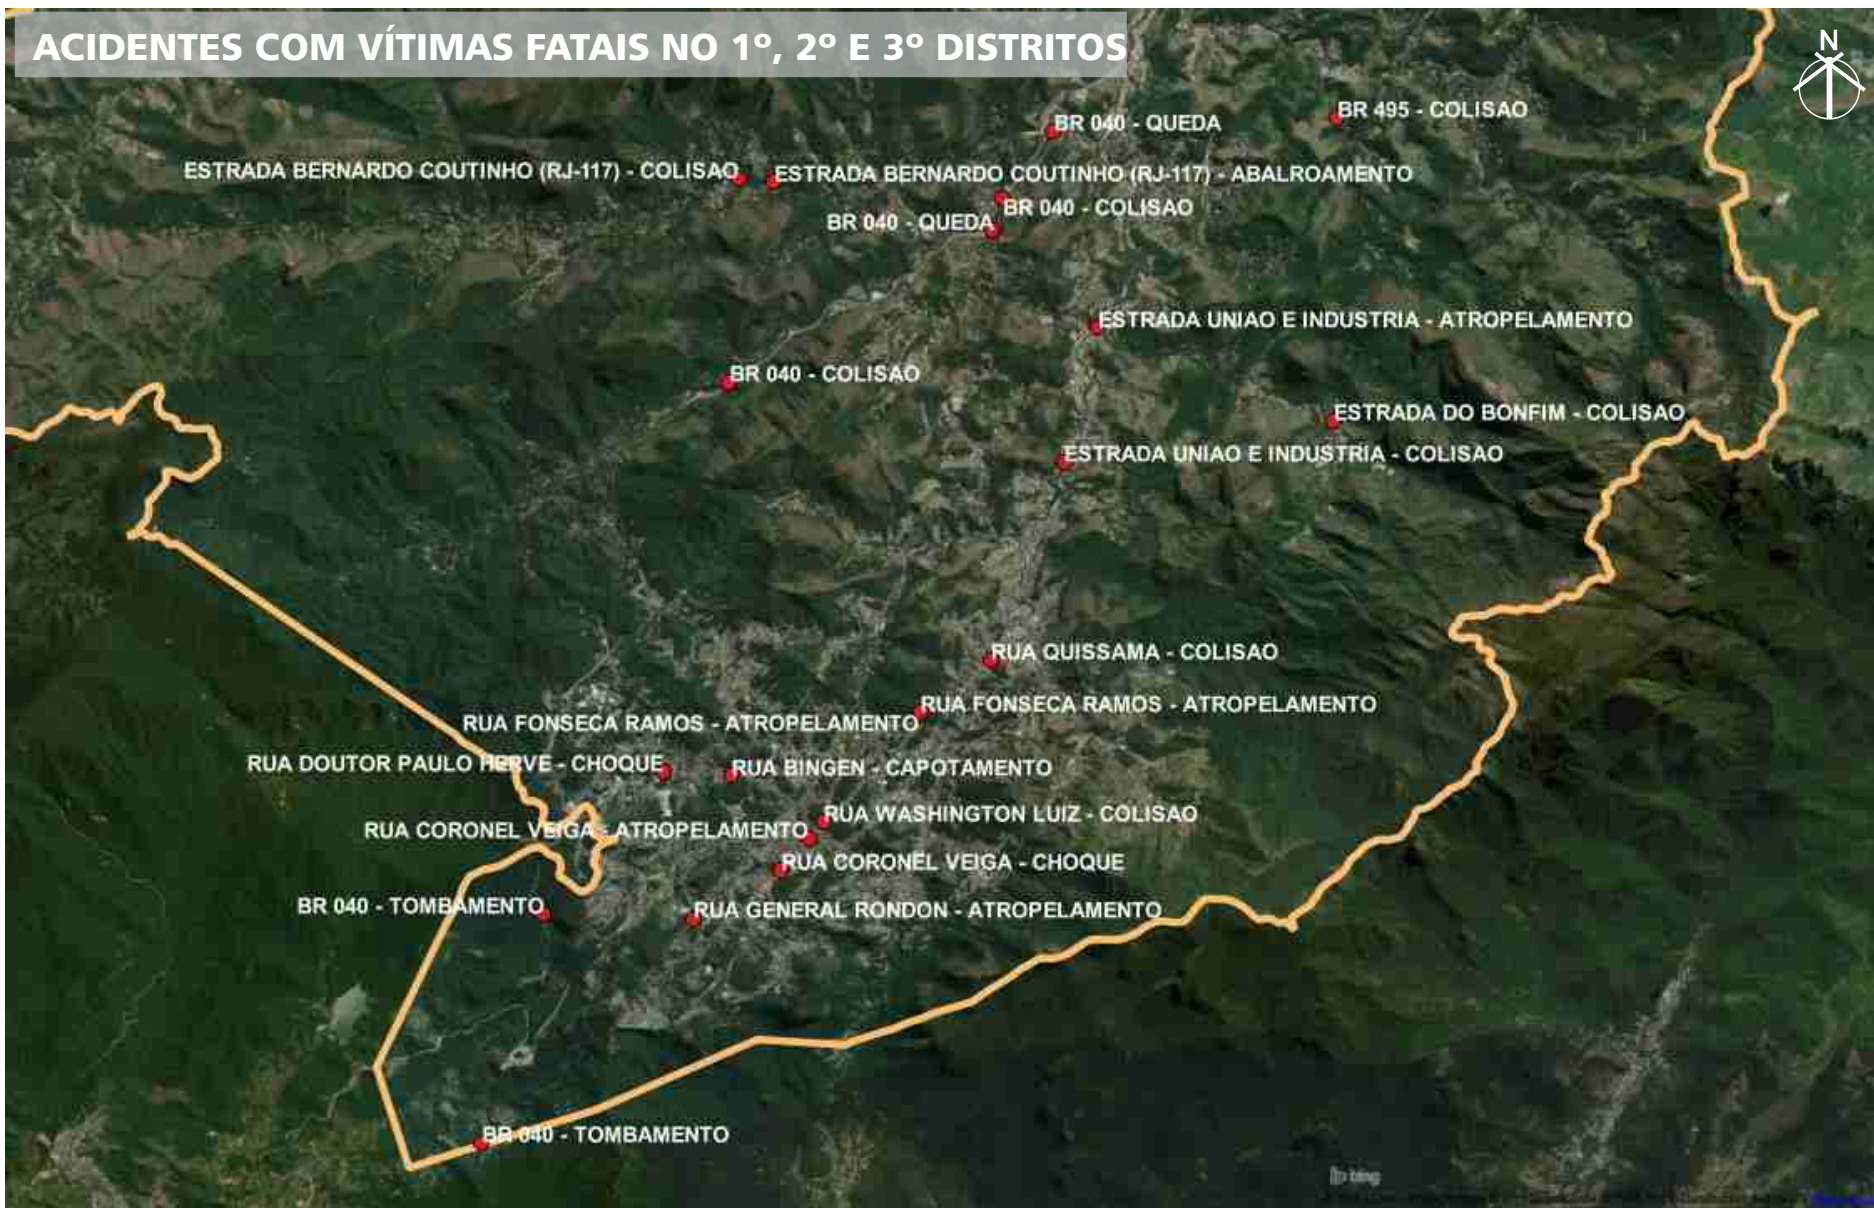 ACIDENTES COM VÍTIMAS FATAIS NO 1º, 2º E 3º DISTRITOS
N
BR 495 - COLISAO
BR 040 - QUEDA
ESTRADA BERNARDO COUTINHO (RJ-117) - COLISAO
ESTRADA BERNARDO COUTINHO (RJ-117) - ABALROAMENTO
BR 040 - COLISAO
BR 040 - QUEDA
ESTRADA UNIAO E INDUSTRIA - ATROPELAMENTO
BR 040 - COLISAO
ESTRADA DO BONFIM - COLISAO
ESTRADA UNIAO E INDUSTRIA - COLISAO
RUA QUISSAMA - COLISAO
RUA FONSECA RAMOS - ATROPELAMENTO
RUA FONSECA RAMOS - ATROPELAMENTO
RUA DOUTOR PAULO HERVE - CHOQUE
RUA BINGEN - CAPOTAMENTO
RUA WASHINGTON LUIZ - COLISAO
RUA CORONEL VEIGA - ATROPELAMENTO
RUA CORONEL VEIGA - CHOQUE
BR 040 - TOMBAMENTO
RUA GENERAL RONDON - ATROPELAMENTO
BR 040 - TOMBAMENTO
bing